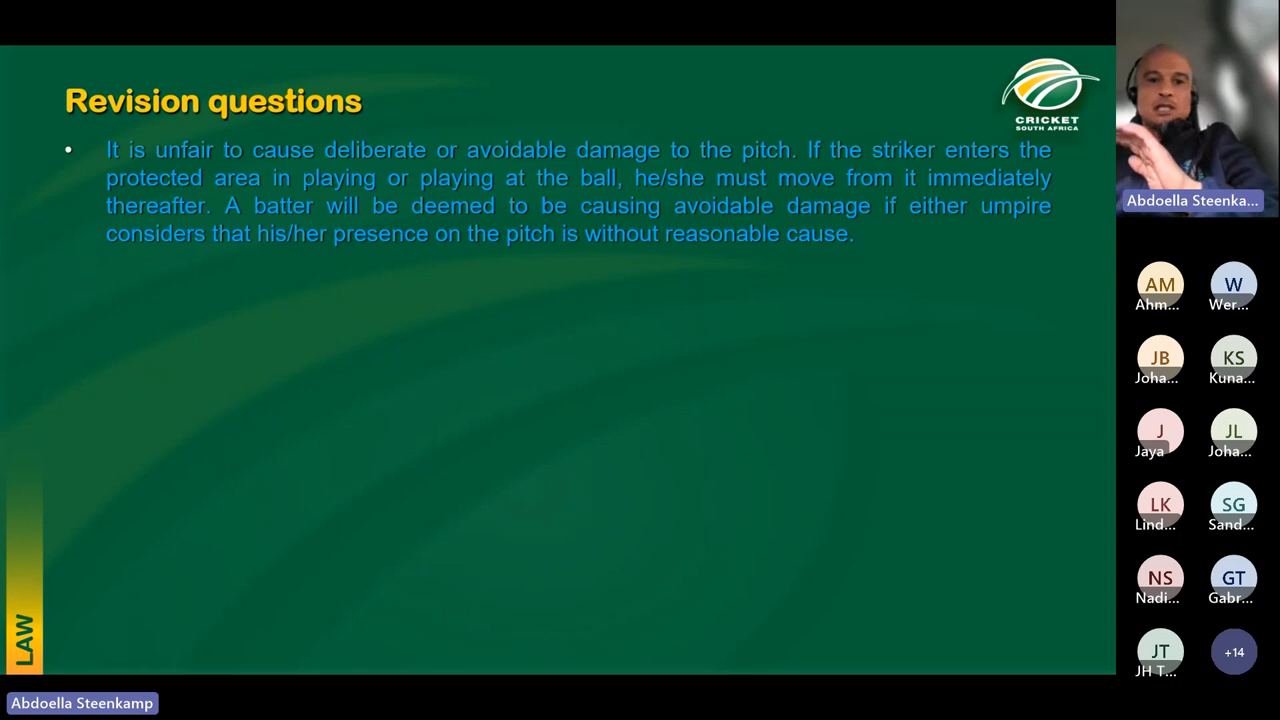 Revision questions
CRICKET
SOUTH AFRICA
• It is unfair to cause deliberate or avoidable damage to the pitch. If the striker enters the
protected area in playing or playing at the ball, he/she must move from it immediately
thereafter. A batter will be deemed to be causing avoidable damage if either umpire
considers that his/her presence on the pitch is without reasonable cause.
LAW
Abdoella Steenkamp
Abdoella Steenka...
AM
Ahm...
W
Wer...
JB
Joha...
KS
Kuna...
J
Jaya
JL
Joha...
LK
Lind...
SG
Sand...
NS
Nadi...
GT
Gabr...
JT
JH T...
+14